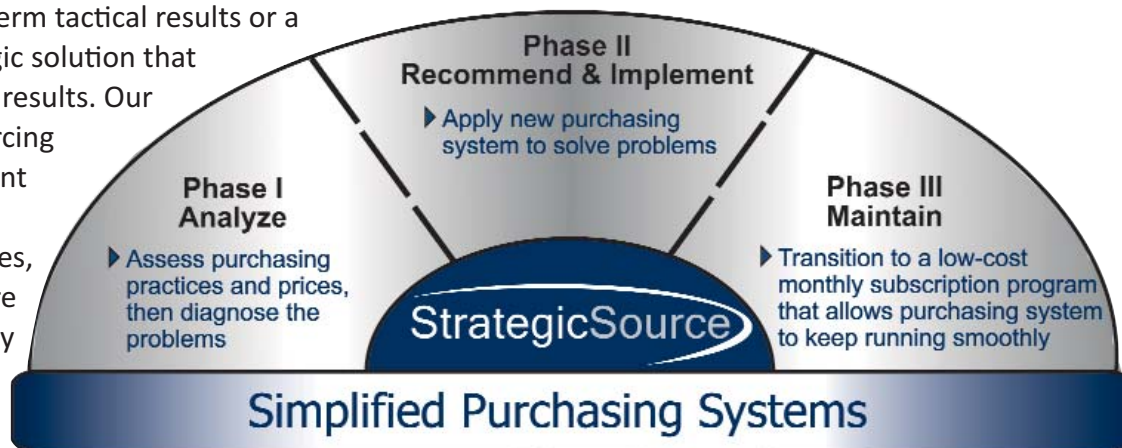 erm tactical results or a
gic solution that
results. Our
rcing
nt
es,
re
y
Phase I
Analyze
Assess purchasing
practices and prices,
then diagnose the
problems
Phase II
Recommend & Implement
Apply new purchasing
system to solve problems
Phase III
Maintain
Transition to a low-cost
monthly subscription program
that allows purchasing system
to keep running smoothly
StrategicSource
Simplified Purchasing Systems